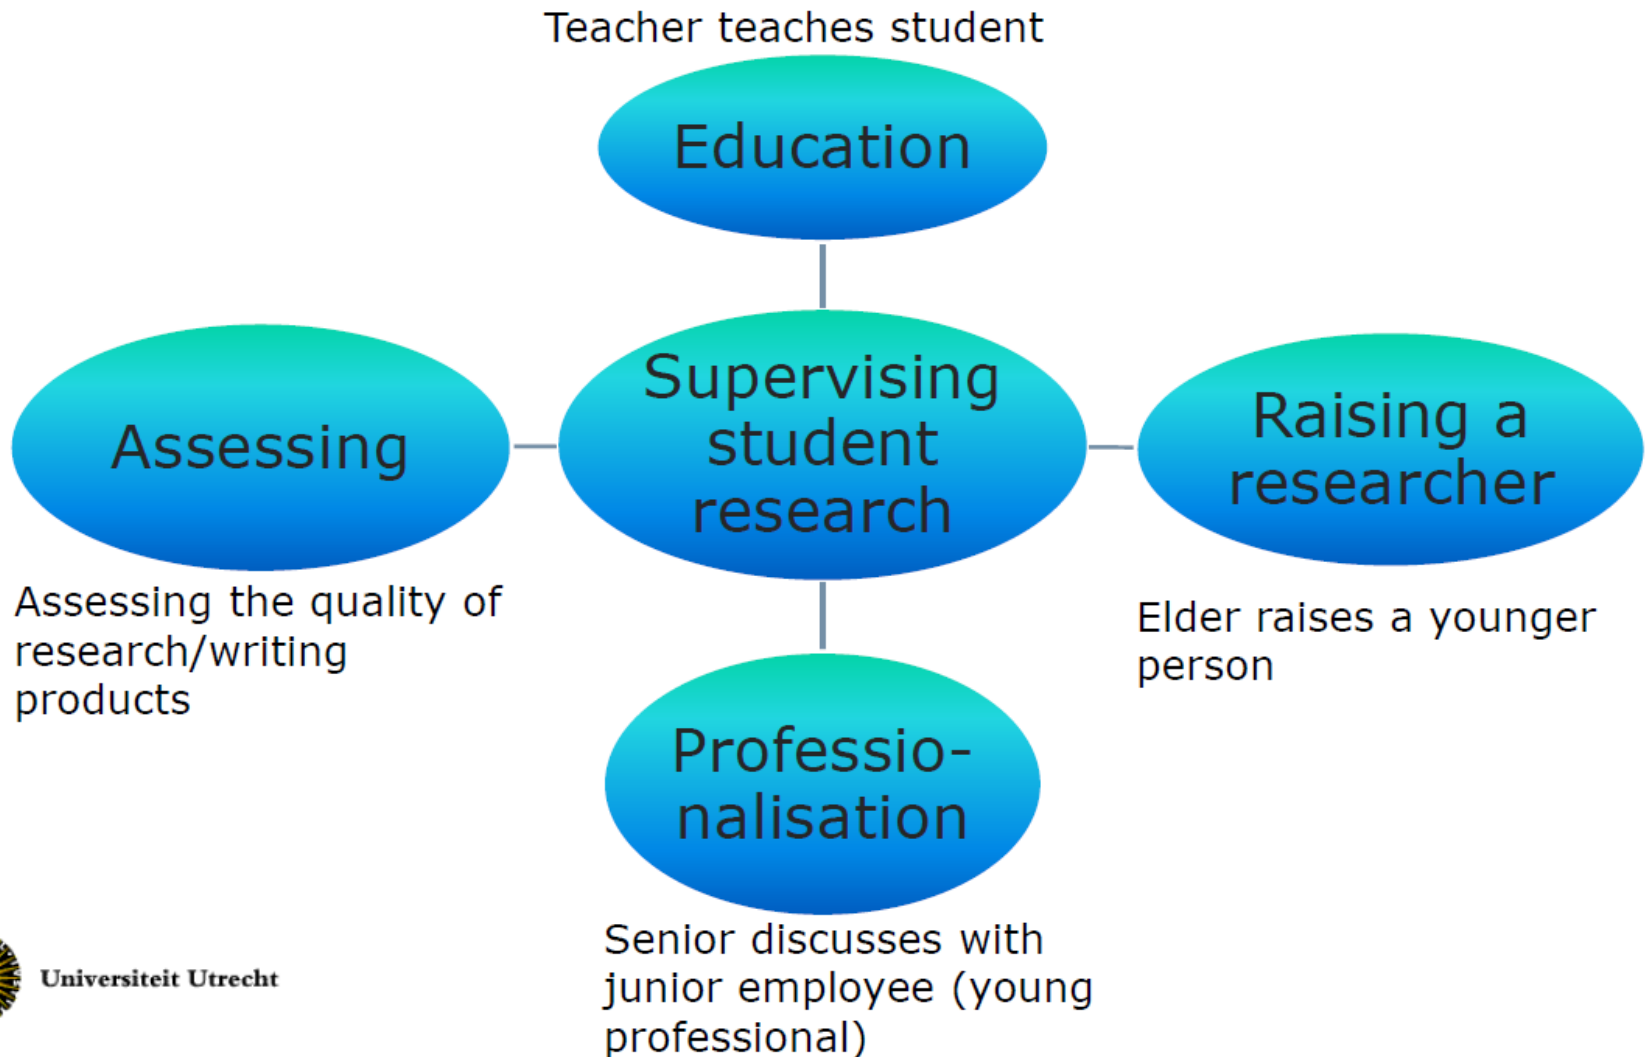 Teacher teaches student
Education
Assessing
Assessing the quality of
research/writing
products
Supervising
student
research
Raising a
researcher
Elder raises a younger
person
Professio-
nalisation
Senior discusses with
junior employee (young
professional)
Universiteit Utrecht